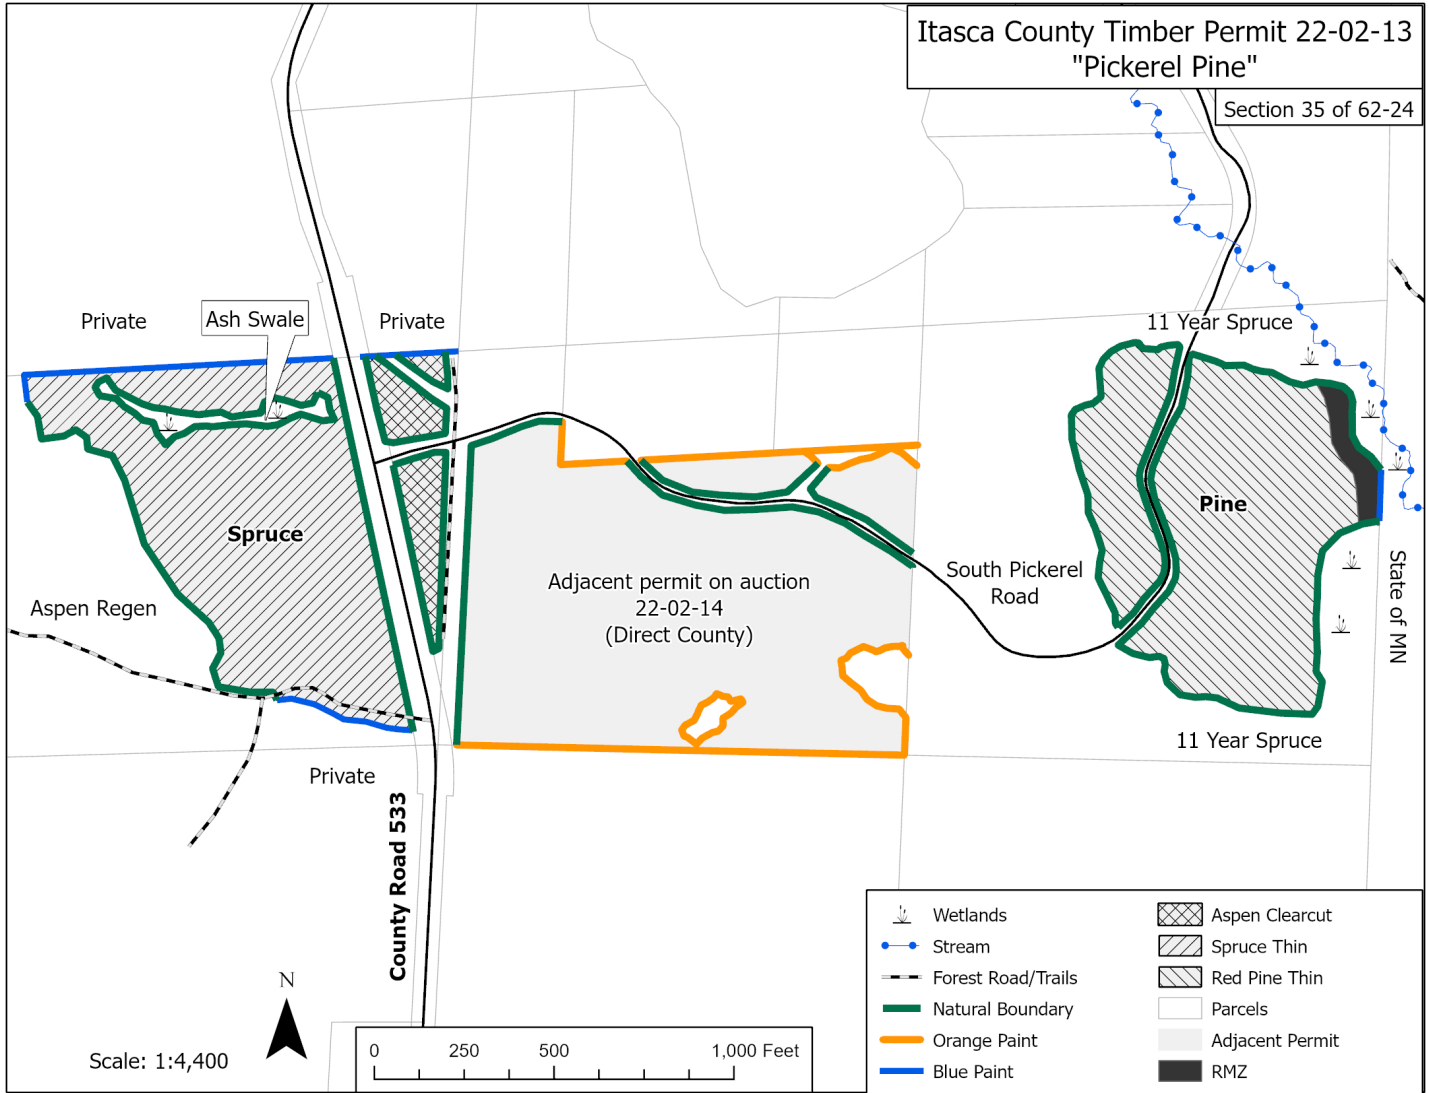 Itasca County Timber Permit 22-02-13
"Pickerel Pine"
Section 35 of 62-24
Private
Ash Swale
Private
11 Year Spruce
Spruce
Pine
Adjacent permit on auction
22-02-14
(Direct County)
South Pickerel
Road
State of MN
Aspen Regen
11 Year Spruce
Private
County Road 533
N
Scale: 1:4,400
0 250 500 1,000 Feet
Wetlands
Stream
Forest Road/Trails
Natural Boundary
Orange Paint
Blue Paint
Aspen Clearcut
Spruce Thin
Red Pine Thin
Parcels
Adjacent Permit
RMZ